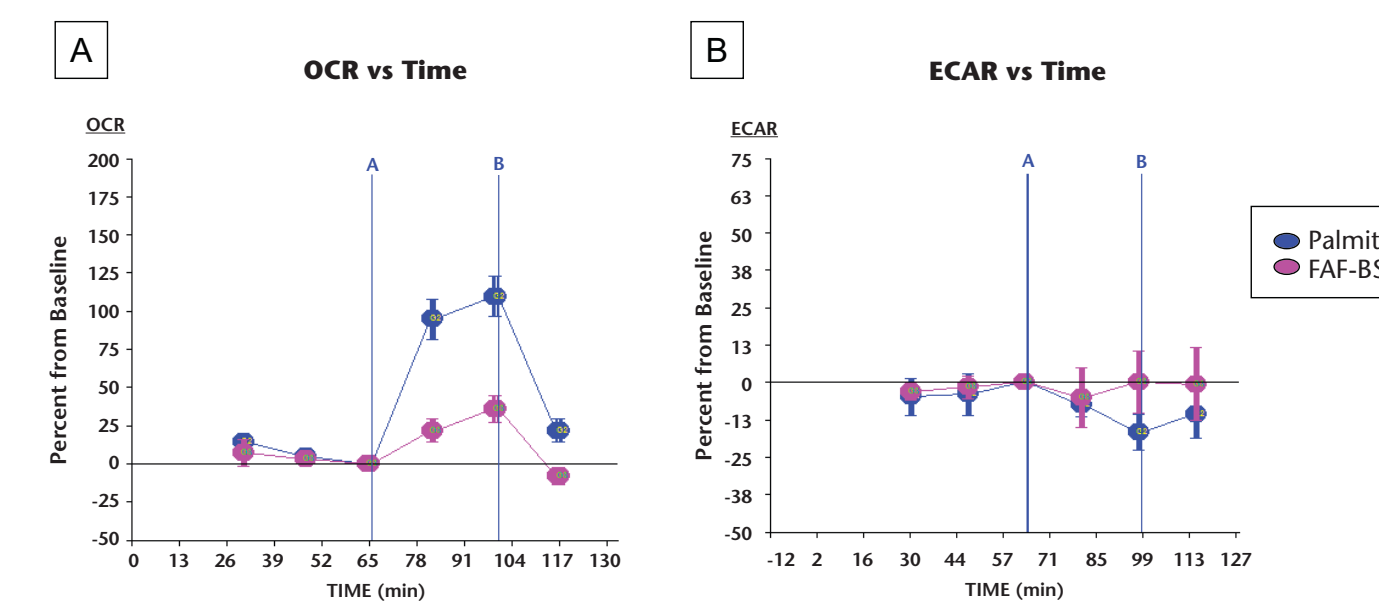 A
OCR vs Time
OCR
A
B
200
175
150
125
100
75
50
25
0
-25
-50
Percent from Baseline
0 13 26 39 52 65 78 91 104 117 130
TIME (min)
B
ECAR vs Time
ECAR
A
B
75
63
50
38
25
13
0
-13
-25
-38
-50
Percent from Baseline
-12 2 16 30 44 57 71 85 99 113 127
TIME (min)
Palmit
FAF-BS